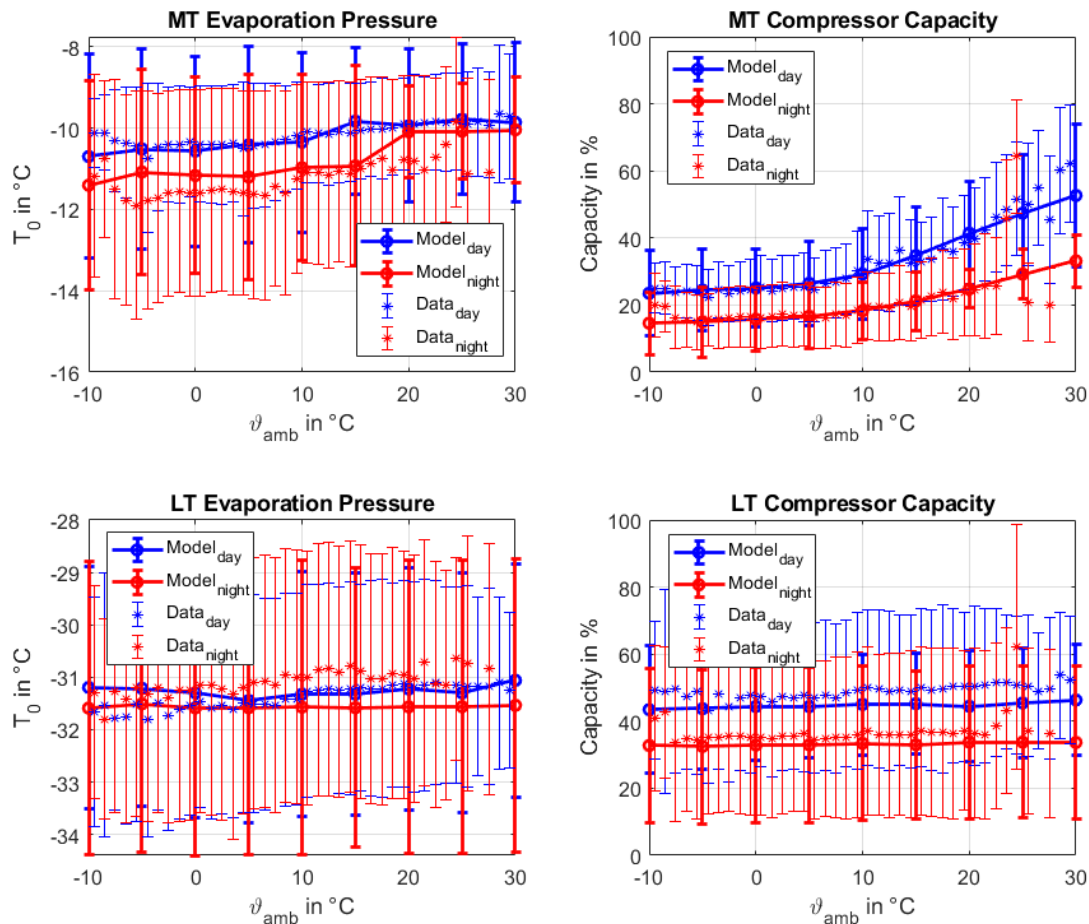 MT Evaporation Pressure
-8
-10
-12
-14
-16
T0 in °C
Modelday
Modelnight
Dataday
Datanight
-10 0 10 20 30
ϑamb in °C
MT Compressor Capacity
100
80
60
40
20
0
Capacity in %
Modelday
Modelnight
Dataday
Datanight
-10 0 10 20 30
ϑamb in °C
LT Evaporation Pressure
-28
-29
-30
-31
-32
-33
-34
T0 in °C
Modelday
Modelnight
Dataday
Datanight
-10 0 10 20 30
ϑamb in °C
LT Compressor Capacity
100
80
60
40
20
0
Capacity in %
Modelday
Modelnight
Dataday
Datanight
-10 0 10 20 30
ϑamb in °C